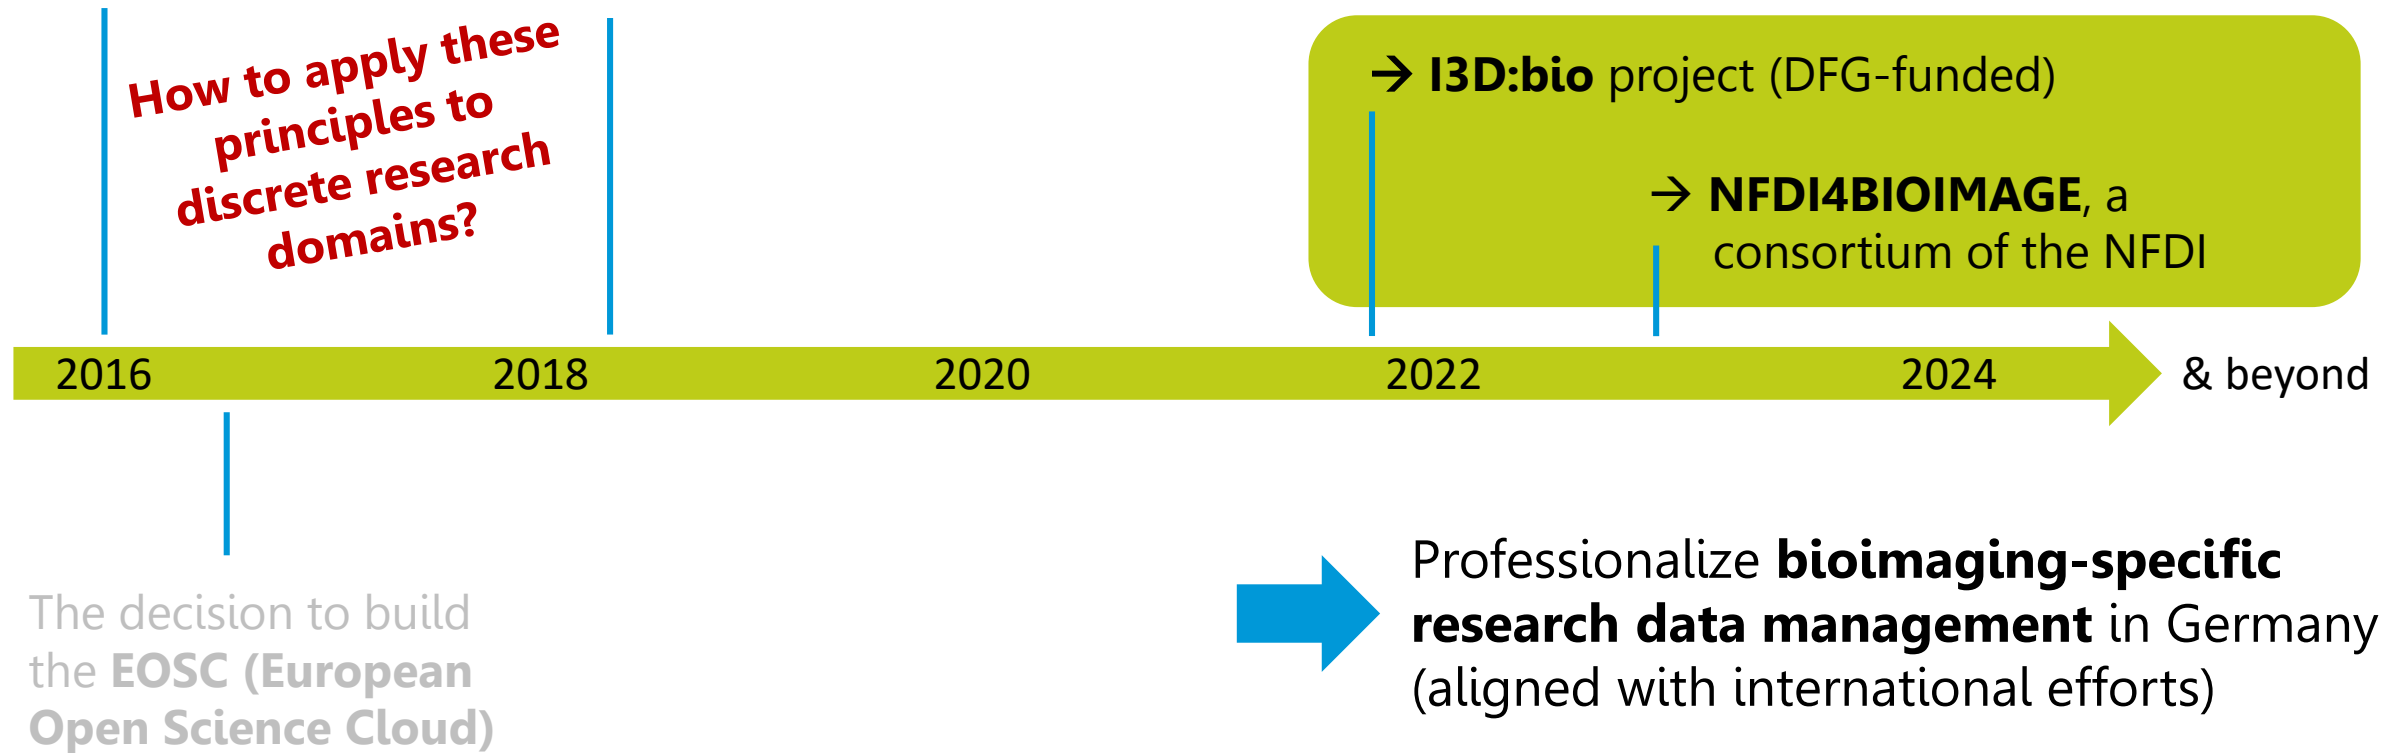 How to apply these
principles to
discrete research
domains?
→ I3D:bio project (DFG-funded)
→ NFDI4BIOIMAGE, a
consortium of the NFDI
2016 2018 2020 2022 2024 & beyond
The decision to build
the EOSC (European
Open Science Cloud)
Professionalize bioimaging-specific
research data management in Germany
(aligned with international efforts)